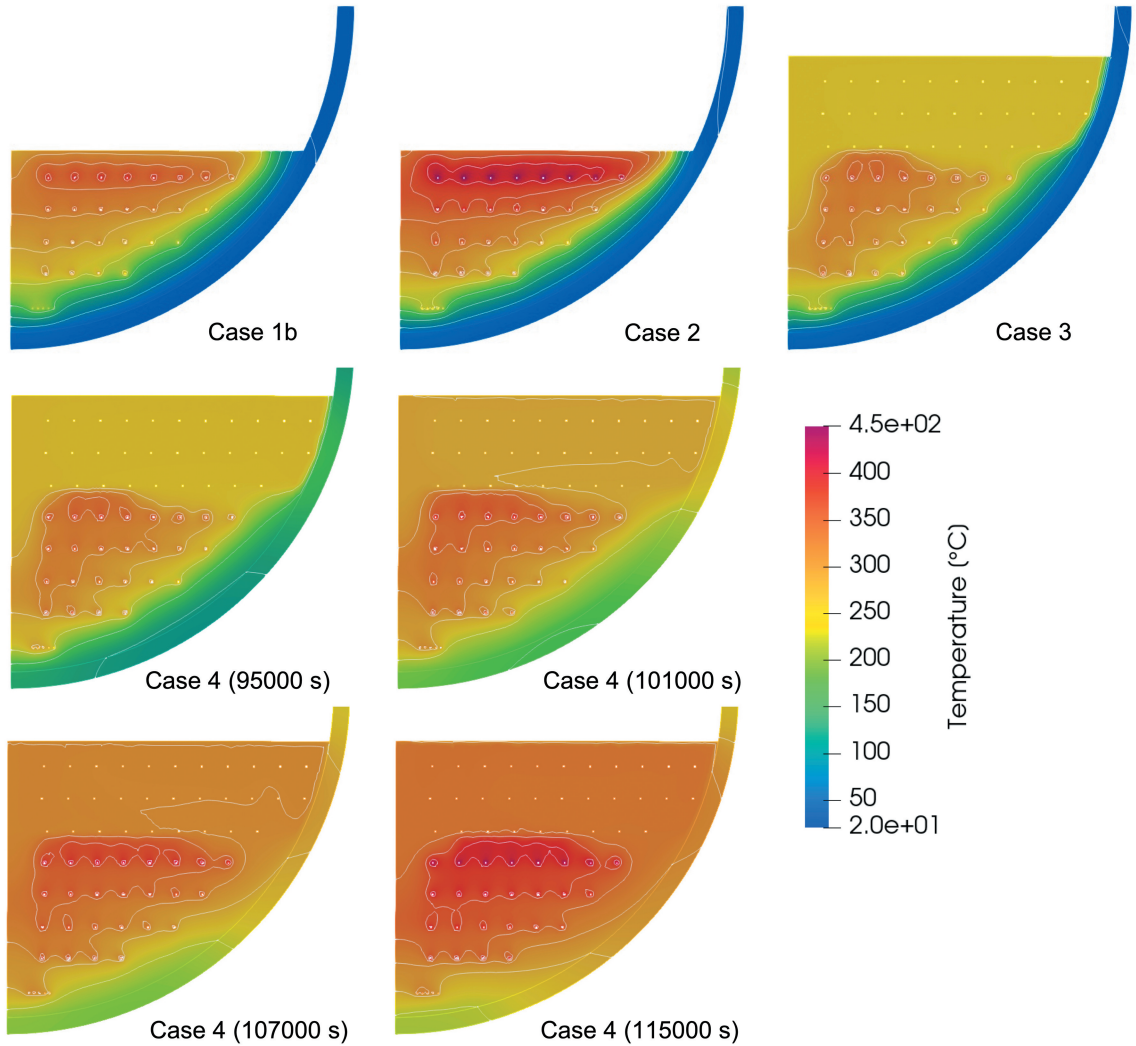 Case 1b
Case 2
Case 3
Case 4 (95000 s)
Case 4 (101000 s)
4.5e+02
400
350
300
250
200
150
100
50
2.0e+01
Temperature (°C)
Case 4 (107000 s)
Case 4 (115000 s)